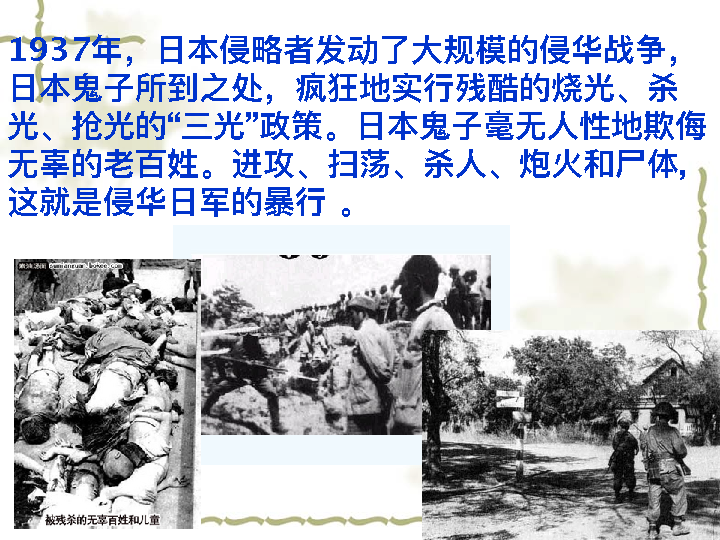 1937年，日本侵略者发动了大规模的侵华战争，
日本鬼子所到之处，疯狂地实行残酷的烧光、杀
光、抢光的“三光”政策。日本鬼子毫无人性地欺侮
无辜的老百姓。进攻、扫荡、杀人、炮火和尸体，
这就是侵华日军的暴行 。
被残杀的无辜百姓和儿童